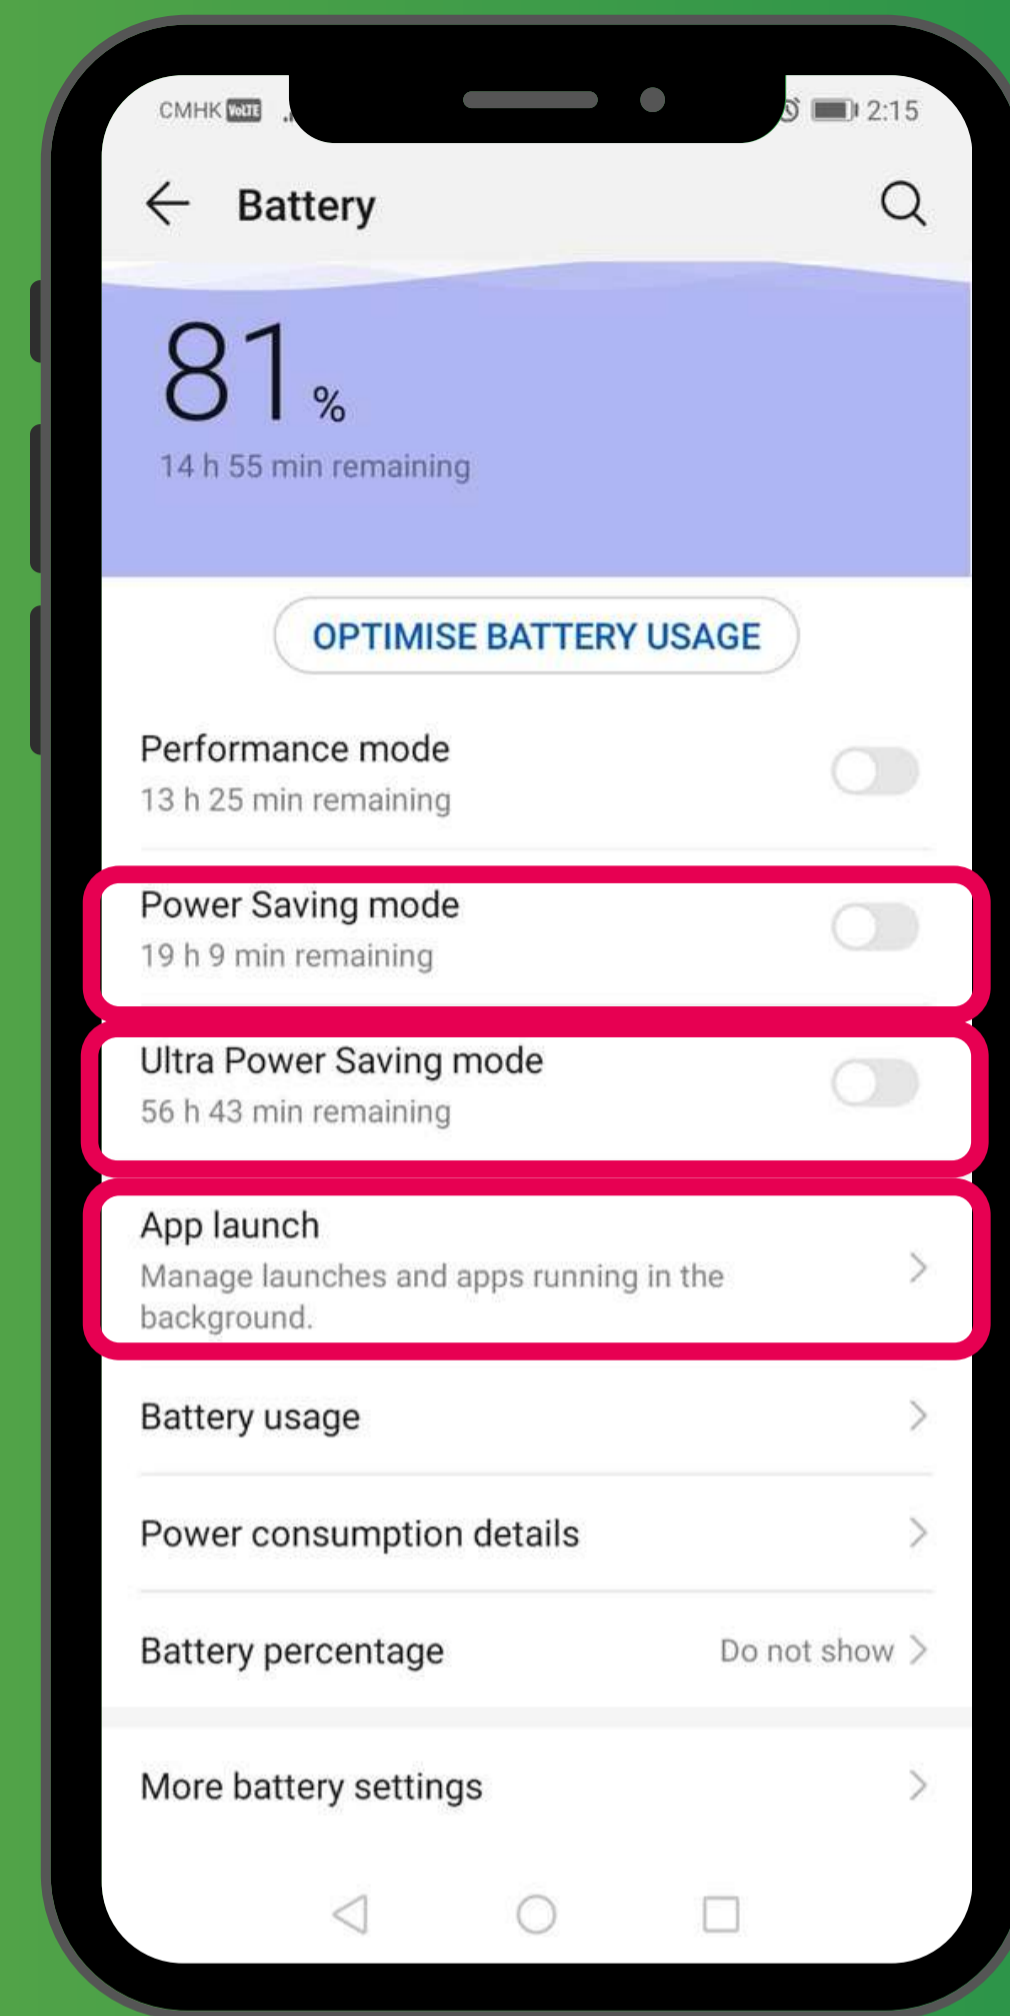 CMHK VoLTE 2:15
Battery
81%
14 h 55 min remaining
OPTIMISE BATTERY USAGE
Performance mode
13 h 25 min remaining
Power Saving mode
19 h 9 min remaining
Ultra Power Saving mode
56 h 43 min remaining
App launch
Manage launches and apps running in the
background.
Battery usage
Power consumption details
Battery percentage Do not show
More battery settings